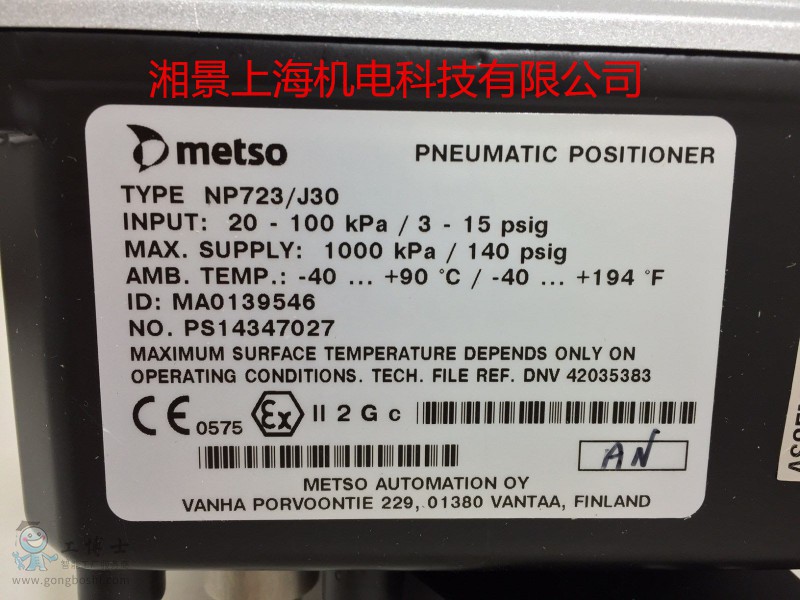 湘景上海机电科技有限公司
metso
PNEUMATIC POSITIONER
TYPE NP723/J30
INPUT: 20 - 100 kPa / 3 - 15 psig
MAX. SUPPLY: 1000 kPa / 140 psig
AMB. TEMP.: -40 ... +90 °C / -40 ... +194 °F
ID: MA0139546
NO. PS14347027
MAXIMUM SURFACE TEMPERATURE DEPENDS ONLY ON
OPERATING CONDITIONS. TECH. FILE REF. DNV 42035383
CE 0575 Ex II 2 G c
AN
METSO AUTOMATION OY
VANHA PORVOONTIE 229, 01380 VANTAA, FINLAND
工博士
www.gongboshi.com